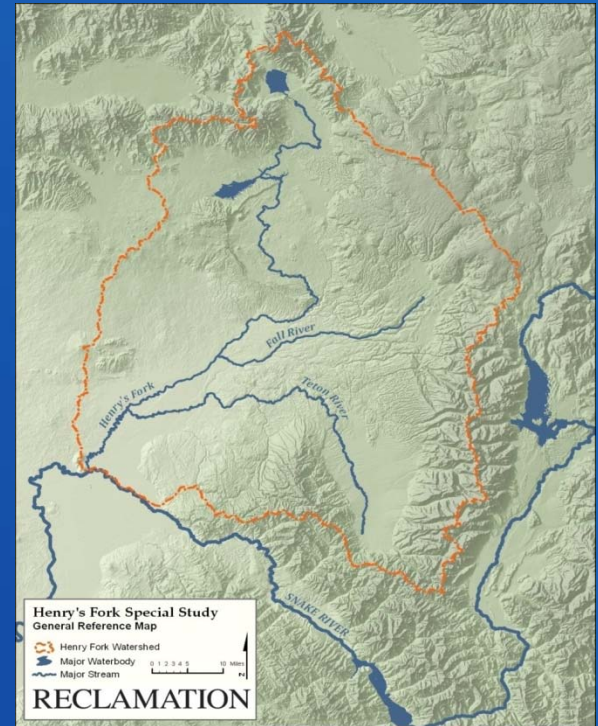 Fall River
Henry's Fork
Teton River
SNAKE RIVER
Henry's Fork Special Study
General Reference Map
Henry Fork Watershed
Major Waterbody
Major Stream
0 1 2 3 4 5 10 Miles
N
RECLAMATION